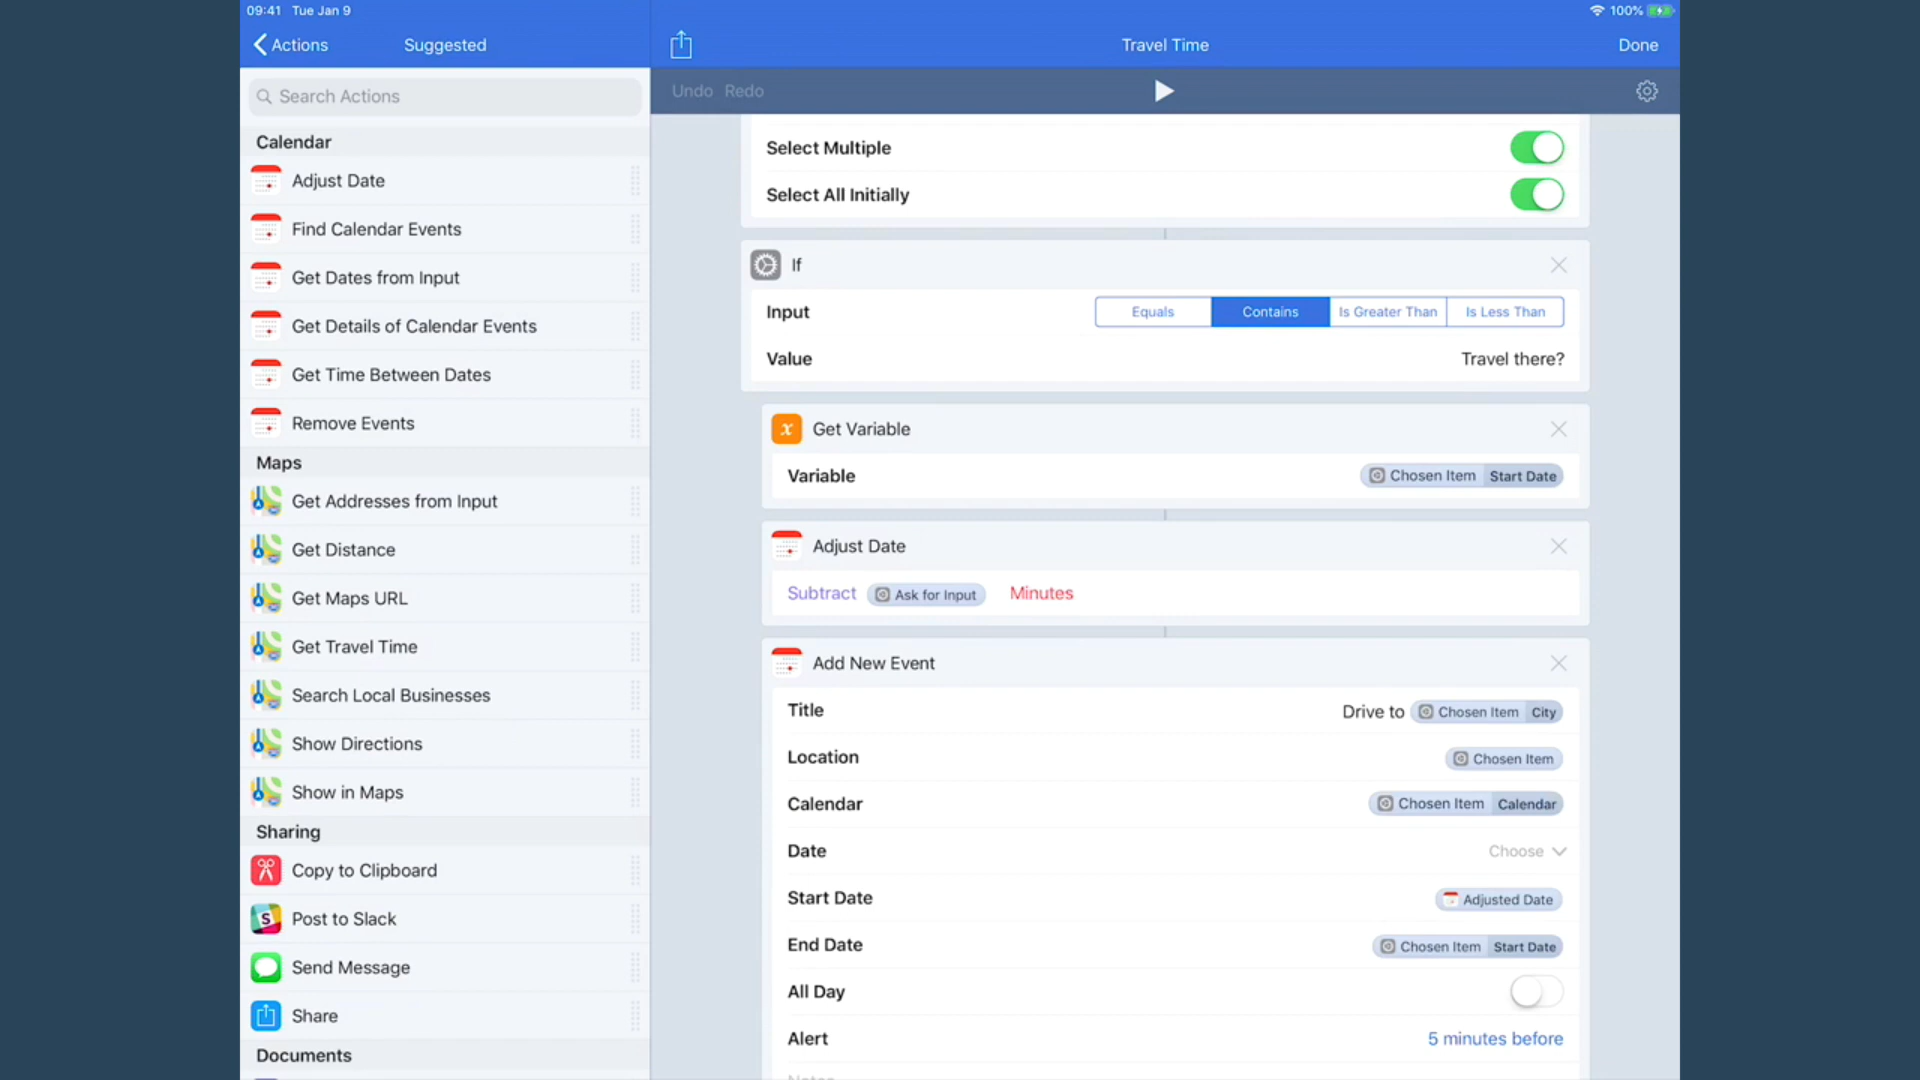 09:41 Tue Jan 9
100%
Actions
Suggested
Travel Time
Done
Search Actions
Undo Redo
Calendar
Adjust Date
Find Calendar Events
Get Dates from Input
Get Details of Calendar Events
Get Time Between Dates
Remove Events
Maps
Get Addresses from Input
Get Distance
Get Maps URL
Get Travel Time
Search Local Businesses
Show Directions
Show in Maps
Sharing
Copy to Clipboard
Post to Slack
Send Message
Share
Documents
Select Multiple
Select All Initially
If
Input Equals Contains Is Greater Than Is Less Than
Value Travel there?
Get Variable
Variable Chosen Item Start Date
Adjust Date
Subtract Ask for Input Minutes
Add New Event
Title Drive to Chosen Item City
Location Chosen Item
Calendar Chosen Item Calendar
Date Choose
Start Date Adjusted Date
End Date Chosen Item Start Date
All Day
Alert 5 minutes before